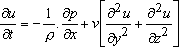 ∂u/∂t = −(1/ρ) · ∂p/∂x + v[∂²u/∂y² + ∂²u/∂z²]